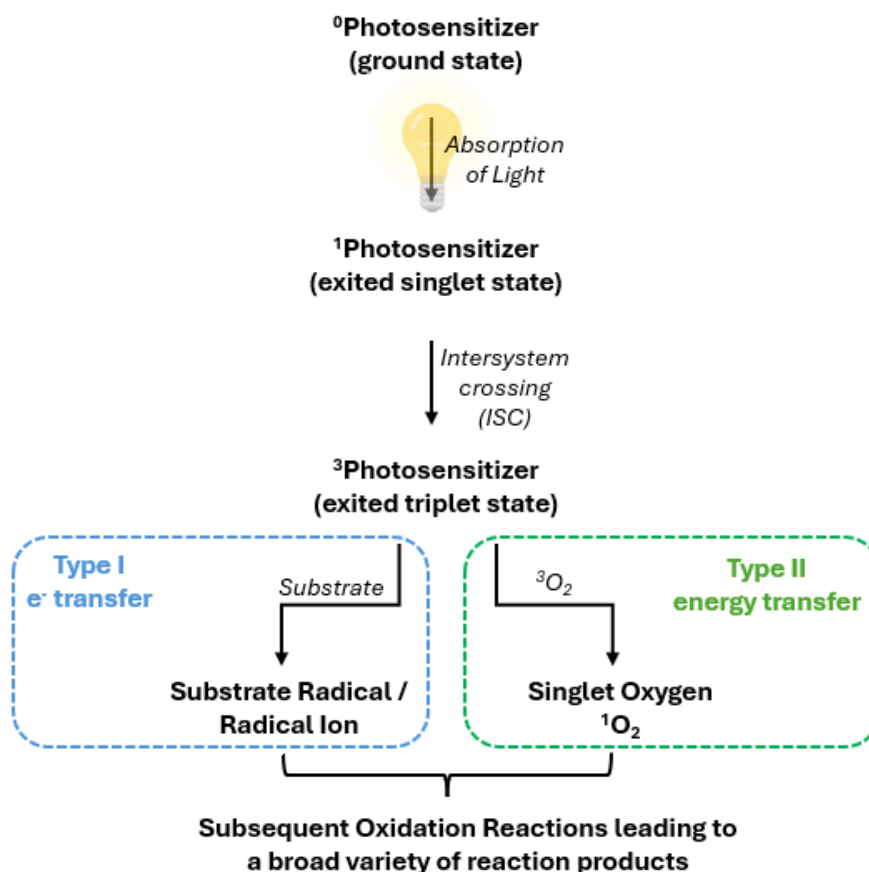 ⁰Photosensitizer
(ground state)
Absorption
of Light
¹Photosensitizer
(exited singlet state)
Intersystem
crossing
(ISC)
³Photosensitizer
(exited triplet state)
Type I
e⁻ transfer
Substrate
Substrate Radical /
Radical Ion
³O₂
Type II
energy transfer
Singlet Oxygen
¹O₂
Subsequent Oxidation Reactions leading to
a broad variety of reaction products